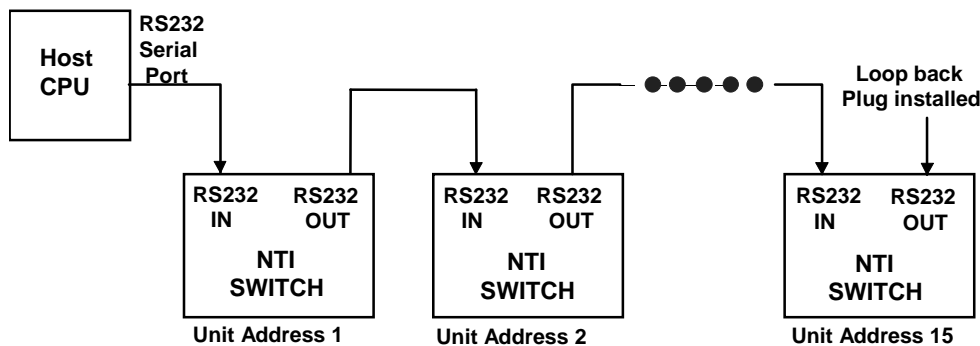 Host
CPU
RS232
Serial
Port
Loop back
Plug installed
RS232
IN
RS232
OUT
NTI
SWITCH
Unit Address 1
RS232
IN
RS232
OUT
NTI
SWITCH
Unit Address 2
RS232
IN
RS232
OUT
NTI
SWITCH
Unit Address 15